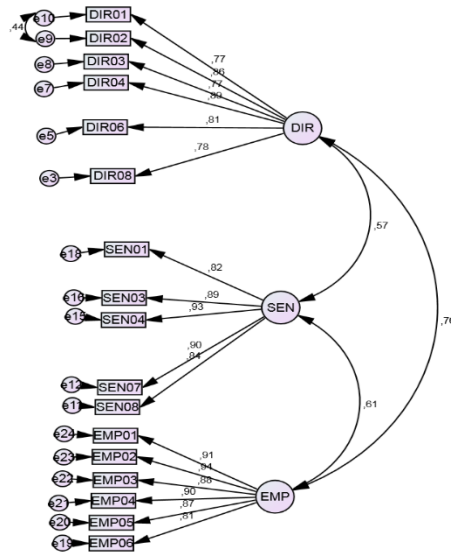 e10 DIR01
,44
e9 DIR02
e8 DIR03
e7 DIR04
e5 DIR06
e3 DIR08
,77
,86
,77
,89
,81
,78
DIR
,57
e18 SEN01
e16 SEN03
e15 SEN04
e12 SEN07
e11 SEN08
,82
,89
,93
,90
,84
SEN
,61
e24 EMP01
e23 EMP02
e22 EMP03
e21 EMP04
e20 EMP05
e19 EMP06
,91
,94
,88
,90
,87
,81
EMP